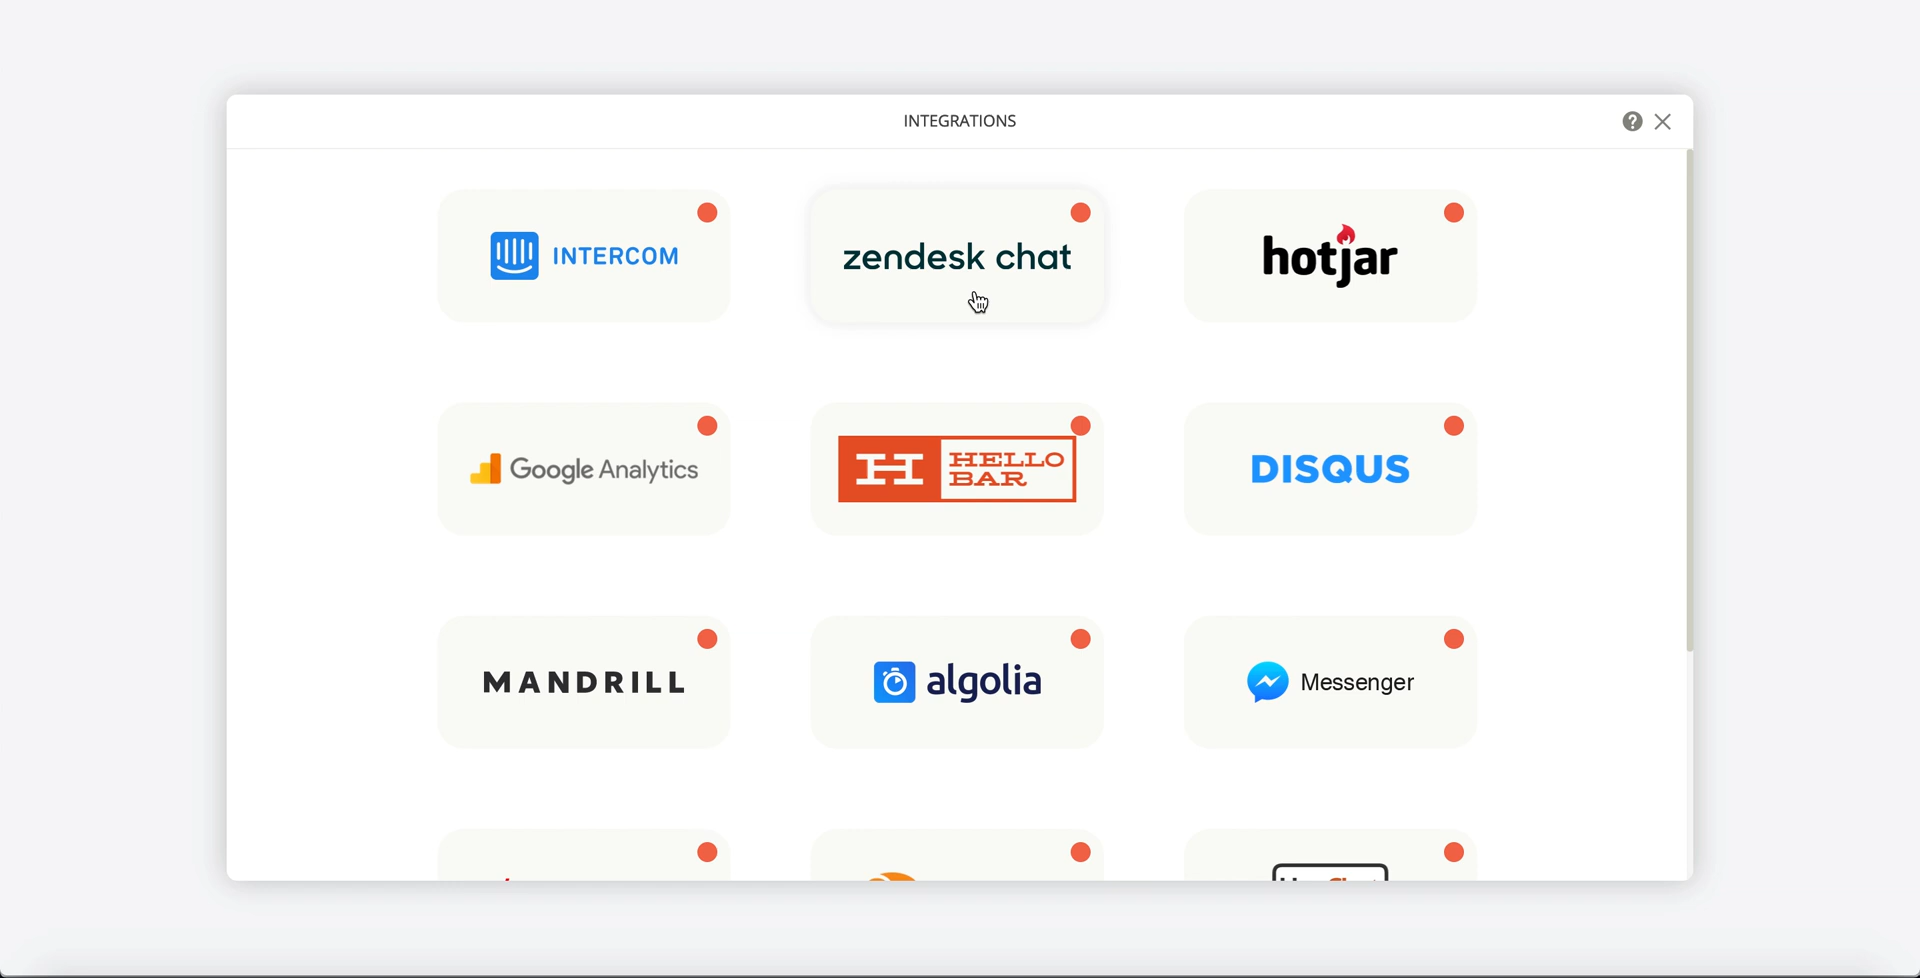 INTEGRATIONS
INTERCOM
zendesk chat
hotjar
Google Analytics
HELLO
BAR
DISQUS
MANDRILL
algolia
Messenger